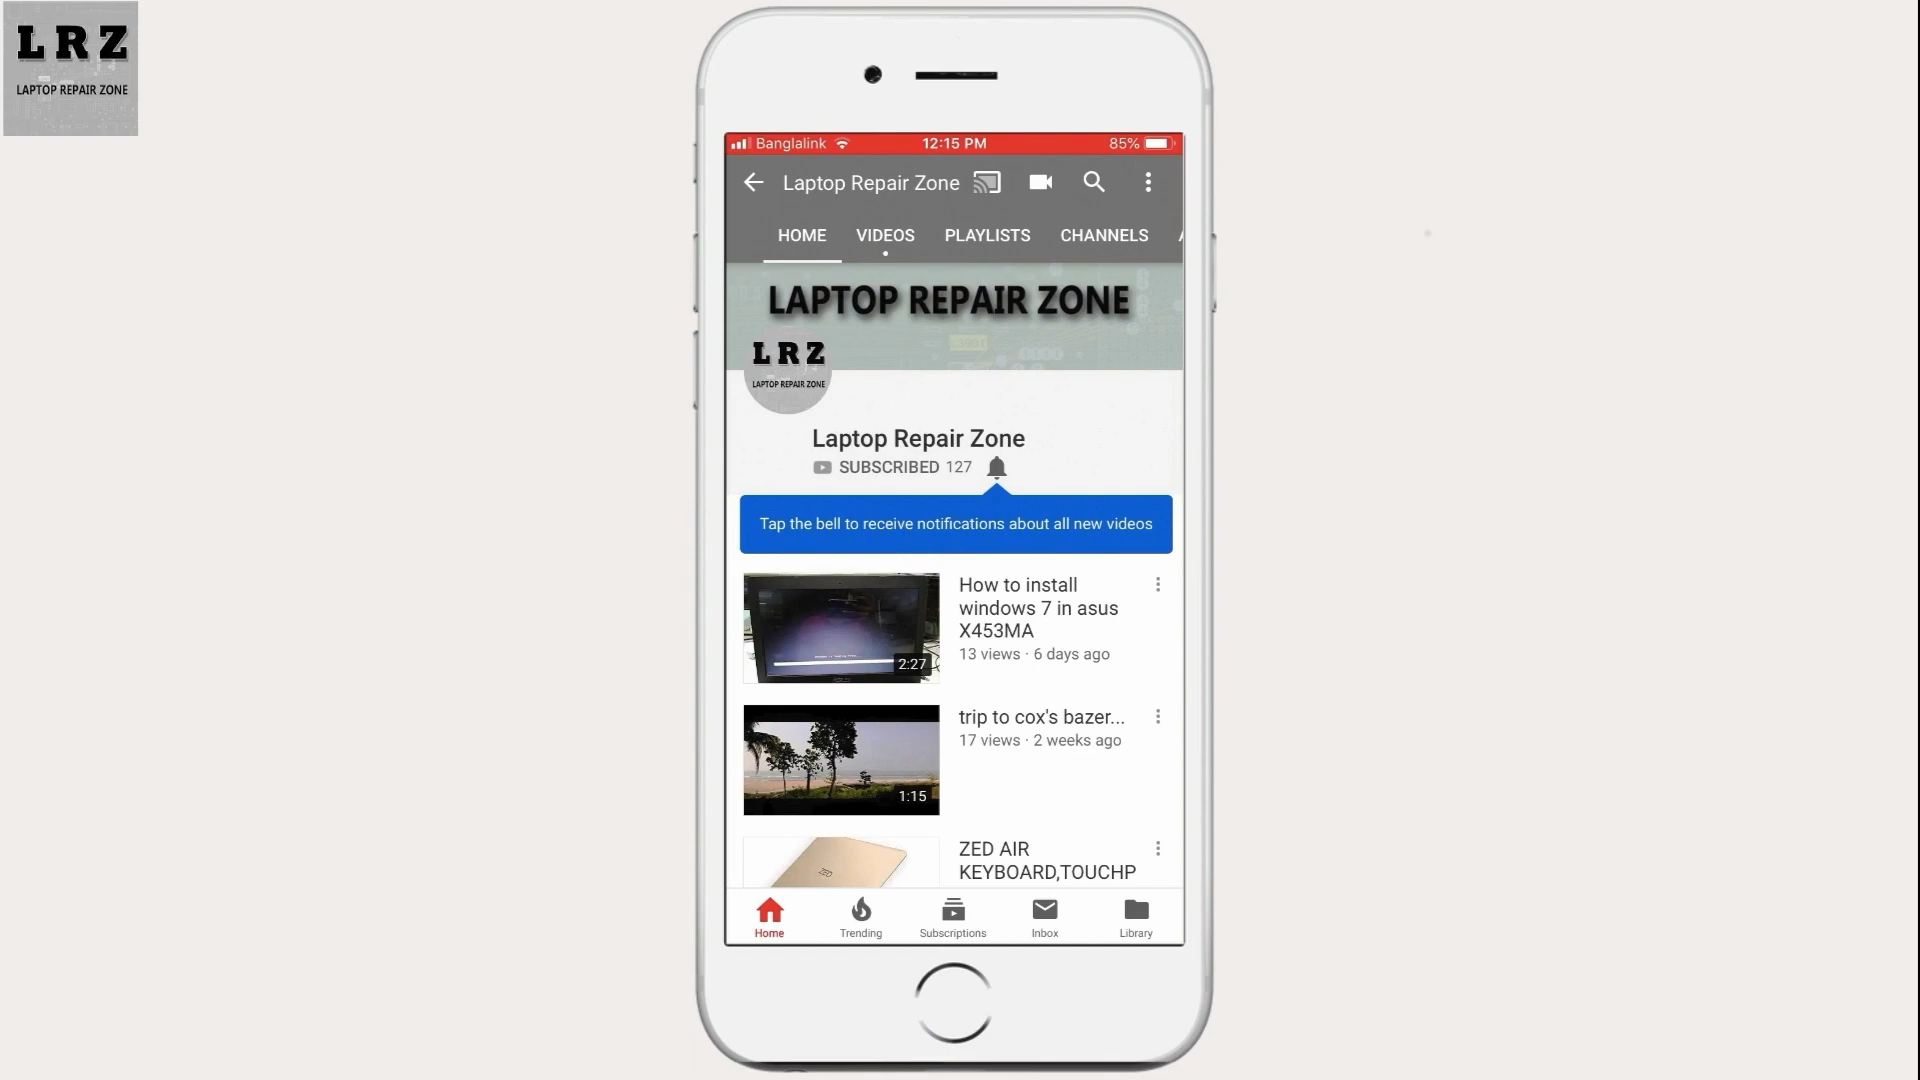 L R Z
LAPTOP REPAIR ZONE
Banglalink
12:15 PM
85%
Laptop Repair Zone
HOME VIDEOS PLAYLISTS CHANNELS
LAPTOP REPAIR ZONE
L R Z
LAPTOP REPAIR ZONE
Laptop Repair Zone
SUBSCRIBED 127
Tap the bell to receive notifications about all new videos
2:27
How to install
windows 7 in asus
X453MA
13 views · 6 days ago
1:15
trip to cox's bazer...
17 views · 2 weeks ago
ZED
ZED AIR
KEYBOARD,TOUCHP
Home Trending Subscriptions Inbox Library